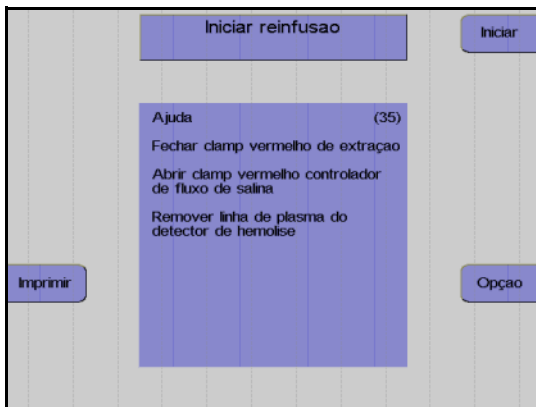 Iniciar reinfusao
Iniciar
Ajuda (35)
Fechar clamp vermelho de extraçao
Abrir clamp vermelho controlador
de fluxo de salina
Remover linha de plasma do
detector de hemolise
Imprimir
Opçao